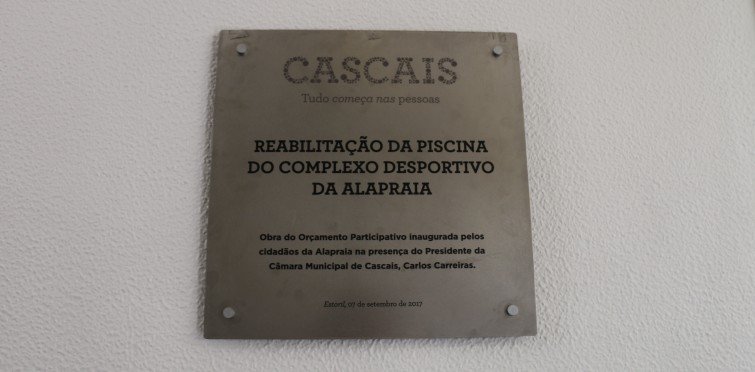 CASCAIS
Tudo começa nas pessoas
REABILITAÇÃO DA PISCINA
DO COMPLEXO DESPORTIVO
DA ALAPRAIA
Obra do Orçamento Participativo inaugurada pelos
cidadãos da Alapraia na presença do Presidente da
Câmara Municipal de Cascais, Carlos Carreiras.
Estoril, 07 de setembro de 2017